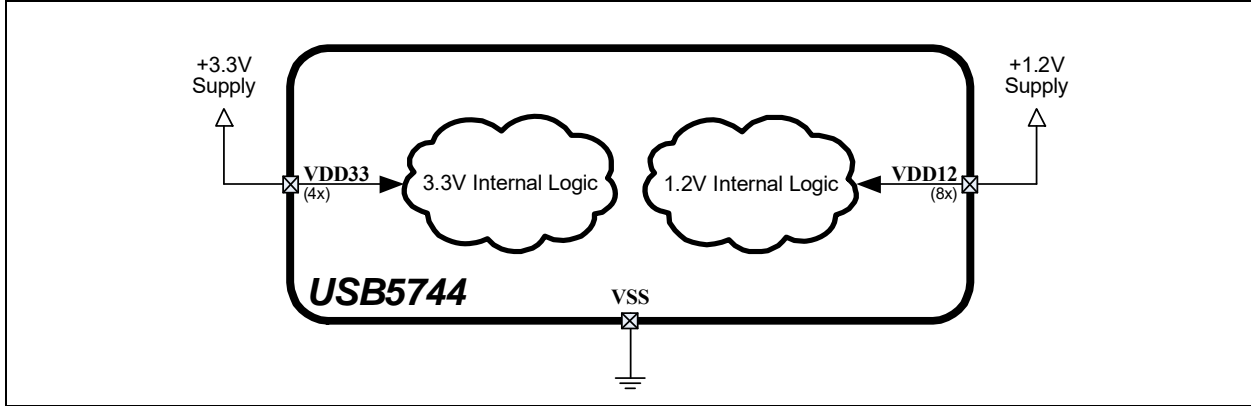 +3.3V
Supply
+1.2V
Supply
VDD33
(4x)
3.3V Internal Logic
1.2V Internal Logic
VDD12
(8x)
USB5744
VSS